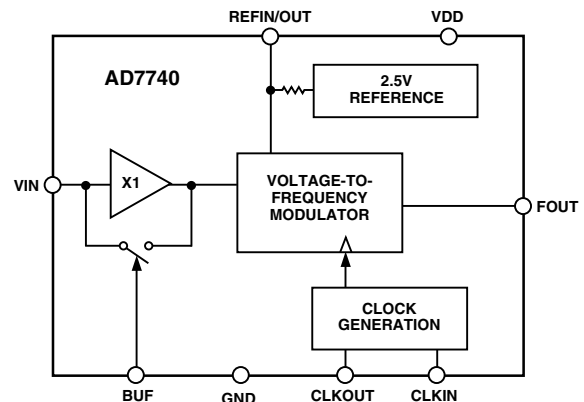 REFIN/OUT
VDD
AD7740
2.5V
REFERENCE
X1
VIN
VOLTAGE-TO-
FREQUENCY
MODULATOR
FOUT
CLOCK
GENERATION
BUF
GND
CLKOUT
CLKIN